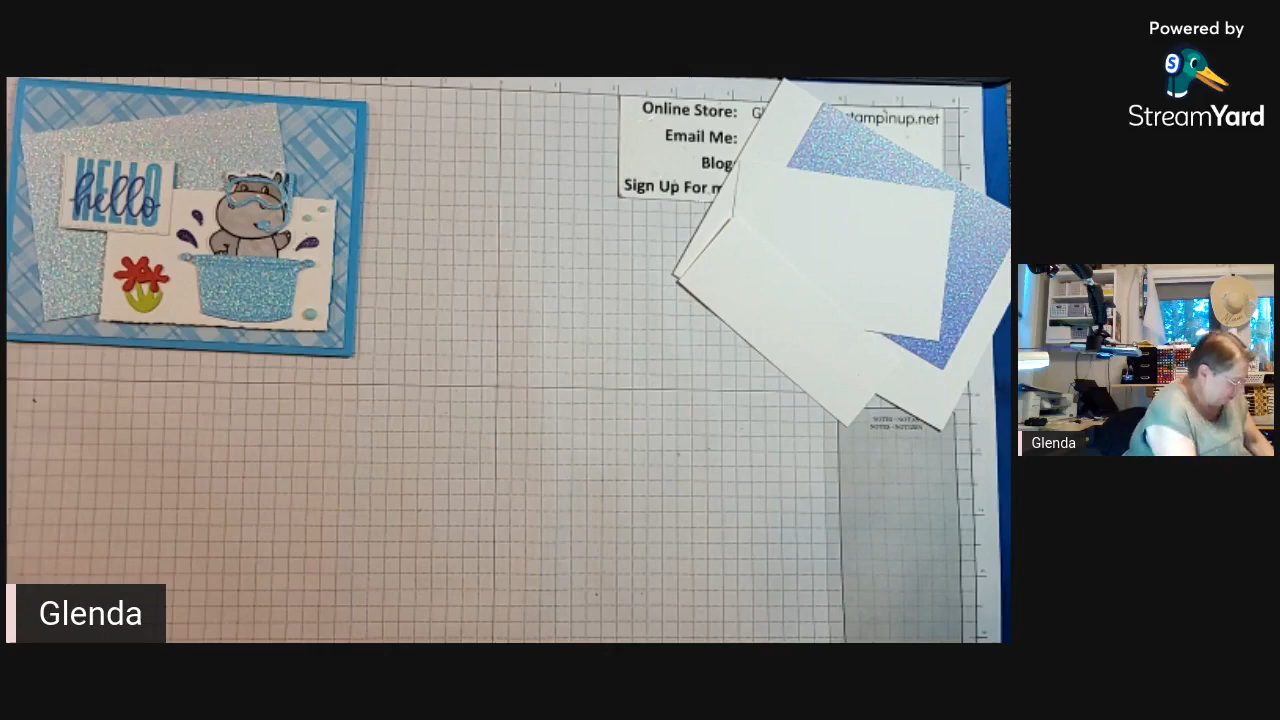 Powered by
StreamYard
Online Store: stampinup.net
Email Me:
Blog
Sign Up For
HELLO
hello
Glenda
Glenda